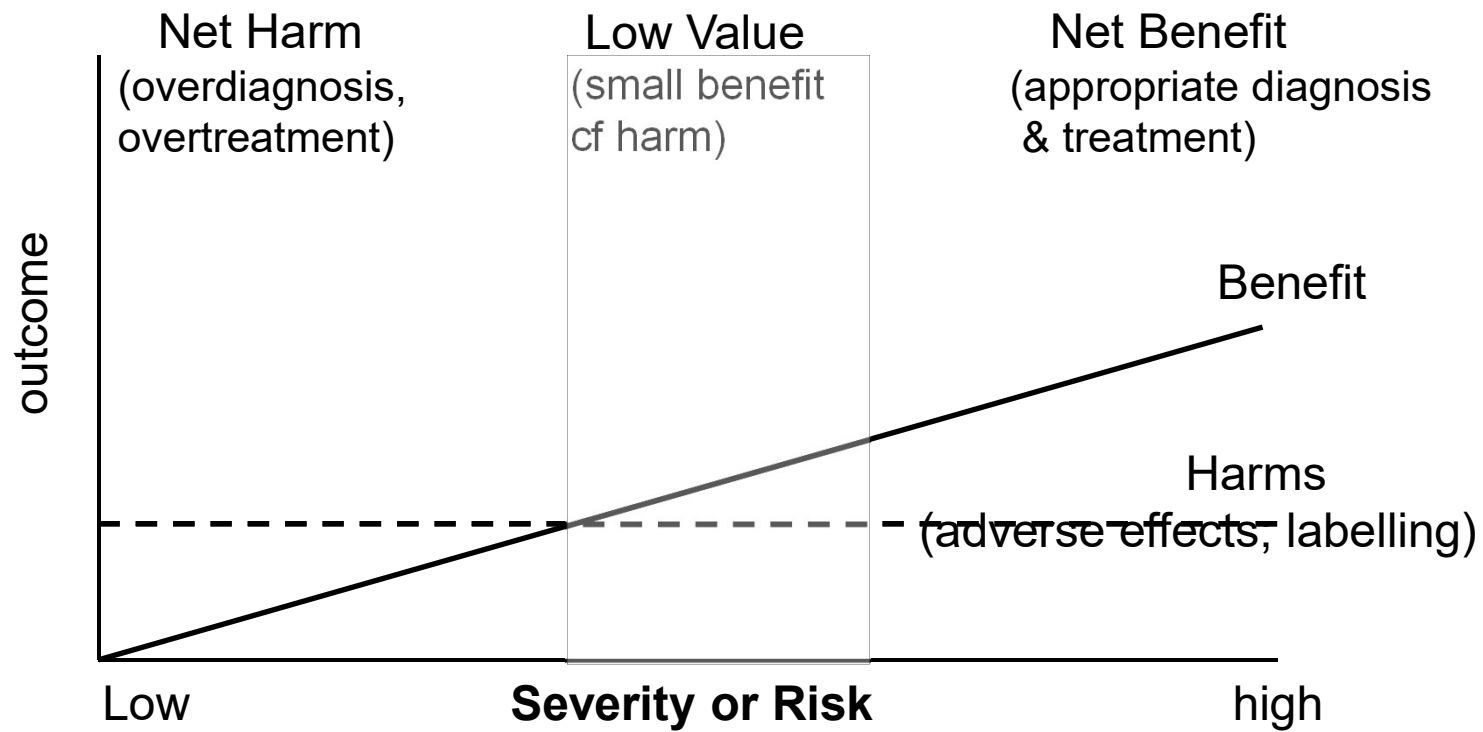 Net Harm
(overdiagnosis,
overtreatment)
Low Value
(small benefit
cf harm)
Net Benefit
(appropriate diagnosis
& treatment)
outcome
Benefit
Harms
(adverse effects; labelling)
Low
Severity or Risk
high